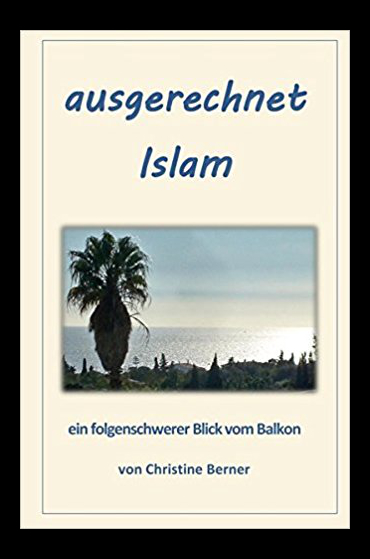 ausgerechnet
Islam
ein folgenschwerer Blick vom Balkon
von Christine Berner